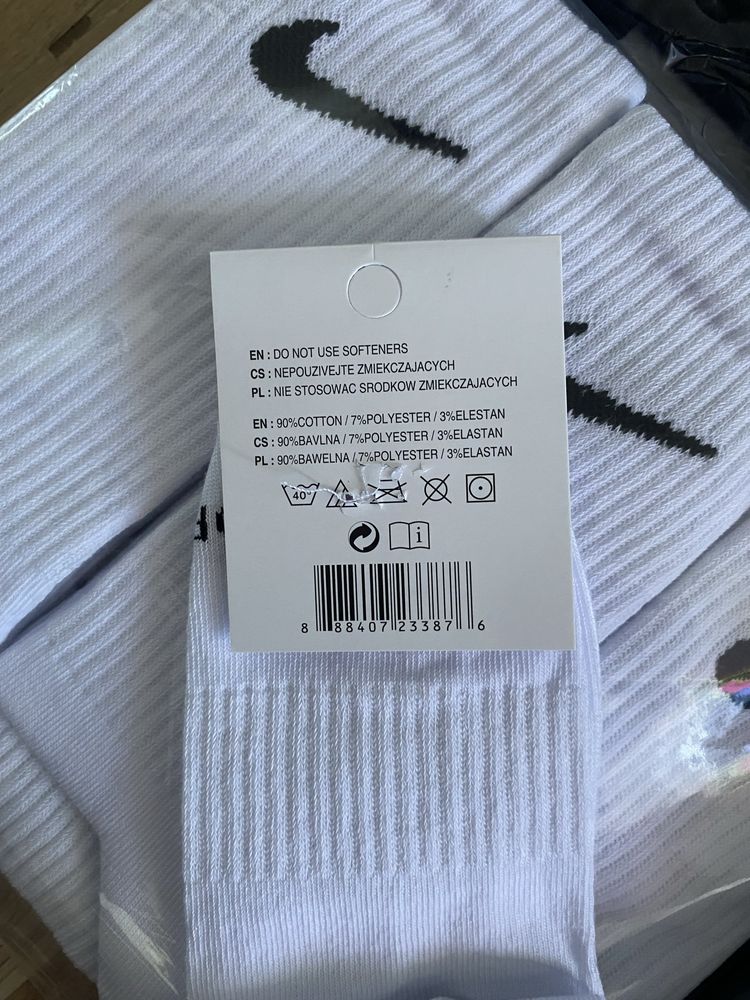 EN : DO NOT USE SOFTENERS
CS : NEPOUZIVEJTE ZMIEKCZAJACYCH
PL : NIE STOSOWAC SRODKOW ZMIEKCZAJACYCH
EN : 90%COTTON / 7%POLYESTER / 3%ELESTAN
CS : 90%BAVLNA / 7%POLYESTER / 3%ELASTAN
PL : 90%BAWELNA / 7%POLYESTER / 3%ELASTAN
40°
i
8 88407 23387 6